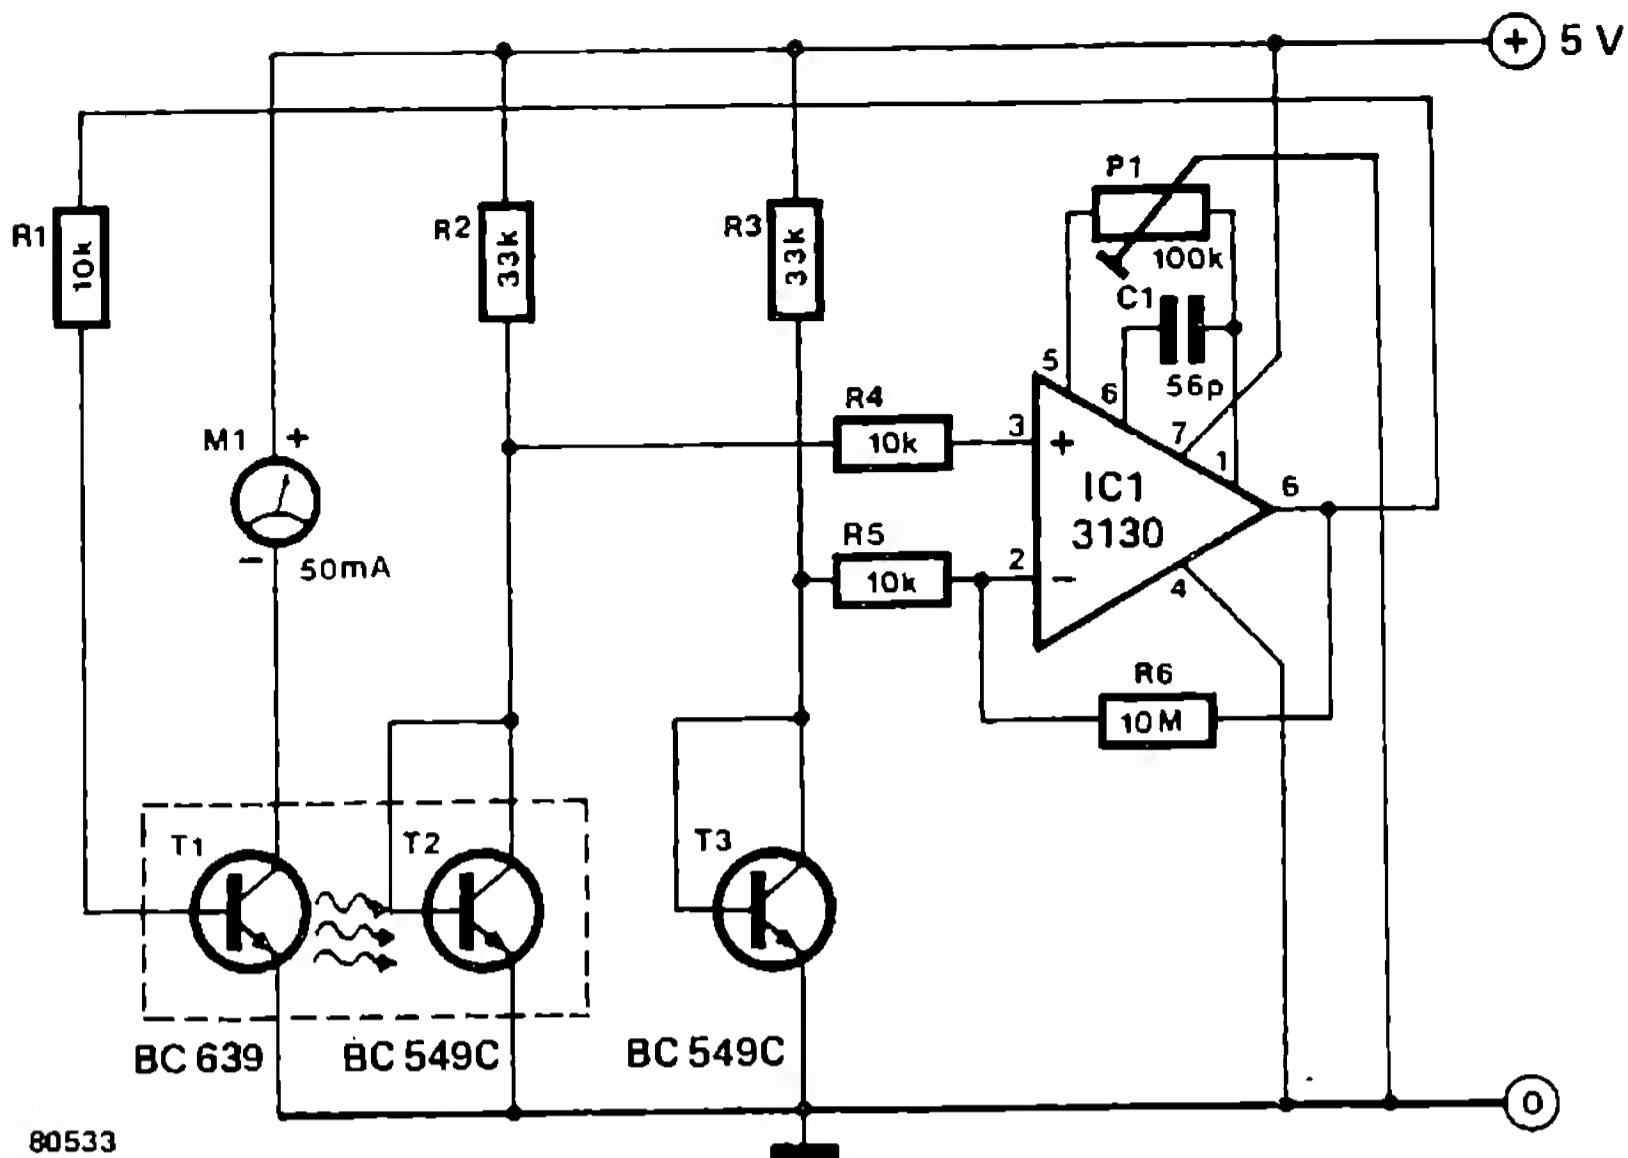 + 5 V
R1
10k
R2
33k
R3
33k
P1
100k
C1
56p
5
6
7
1
M1 +
− 50mA
R4
10k
3
+
IC1
3130
6
R5
10k
2
−
4
R6
10M
T1
T2
T3
BC 639
BC 549C
BC 549C
0
80533